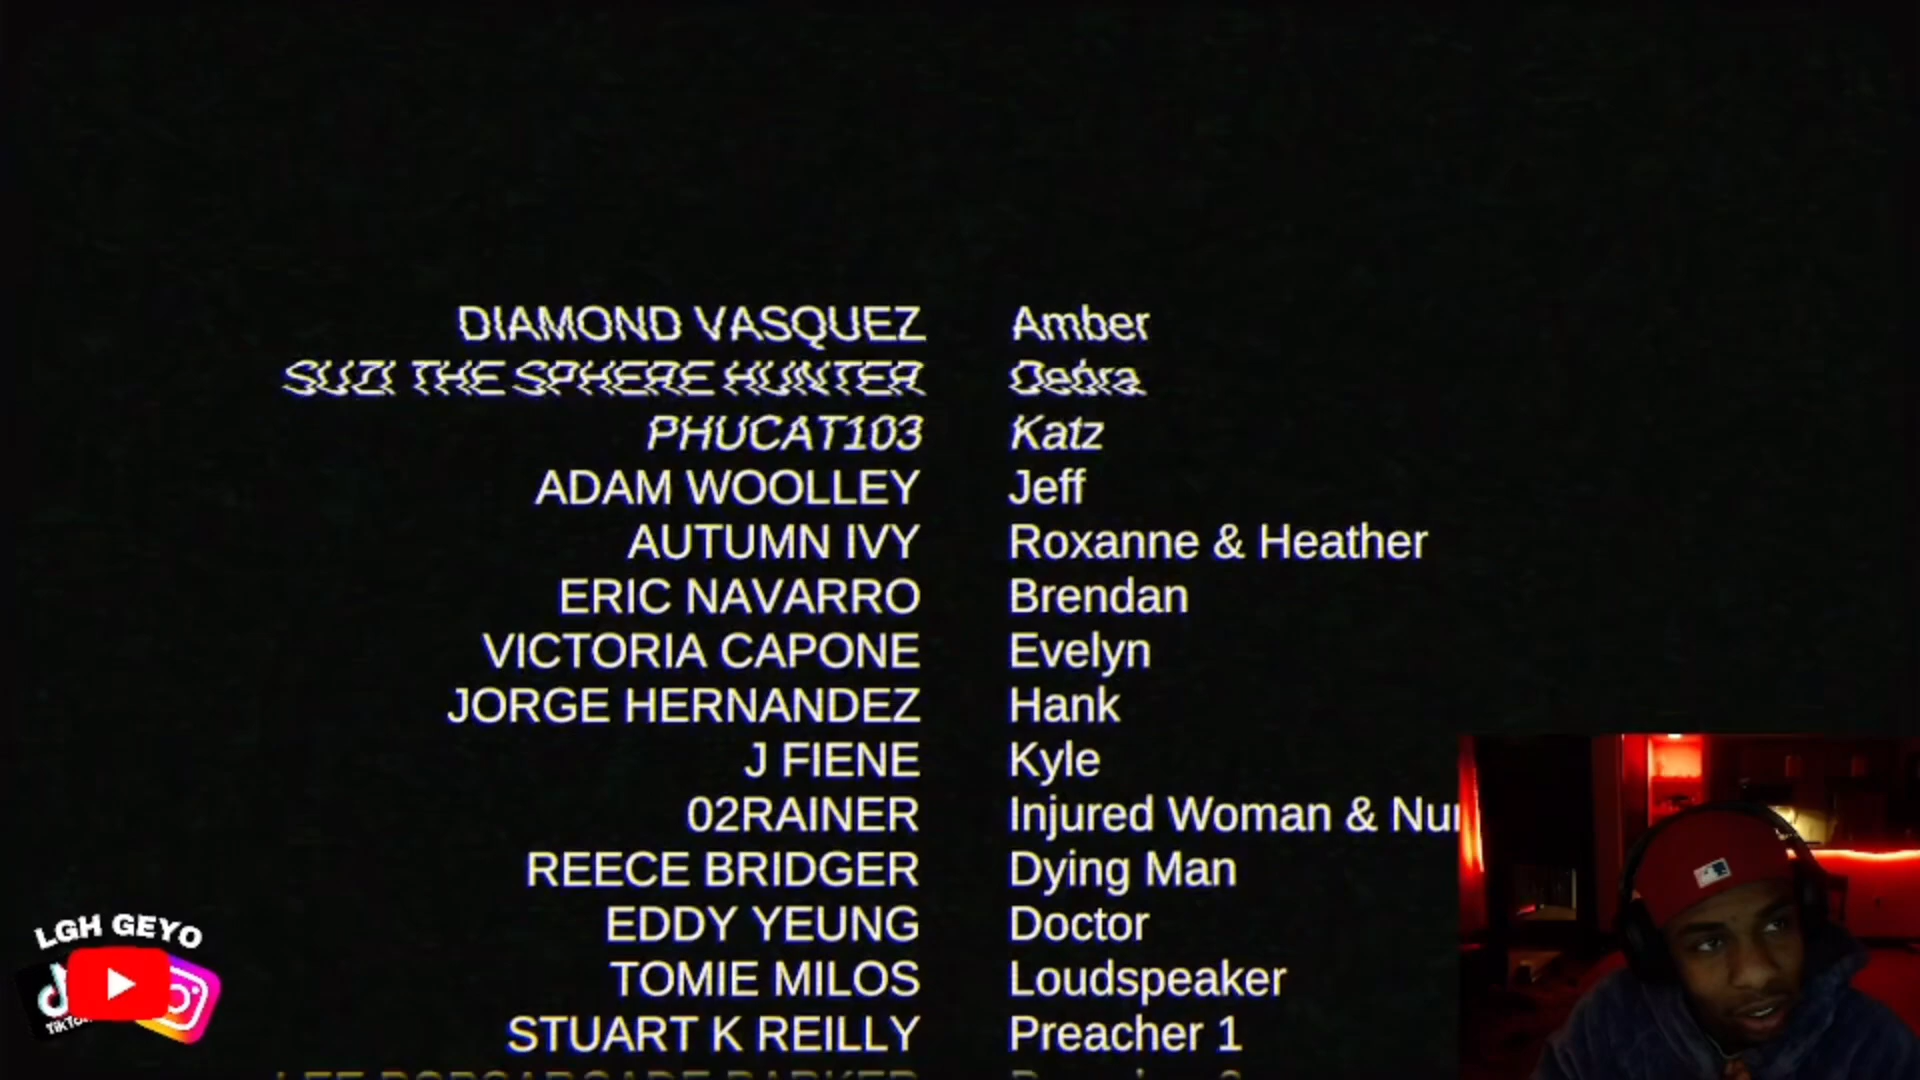 DIAMOND VASQUEZ Amber
SUZI THE SPHERE HUNTER Debra
PHUCAT103 Katz
ADAM WOOLLEY Jeff
AUTUMN IVY Roxanne & Heather
ERIC NAVARRO Brendan
VICTORIA CAPONE Evelyn
JORGE HERNANDEZ Hank
J FIENE Kyle
02RAINER Injured Woman &
REECE BRIDGER Dying Man
EDDY YEUNG Doctor
TOMIE MILOS Loudspeaker
STUART K REILLY Preacher 1
LGH GEYO